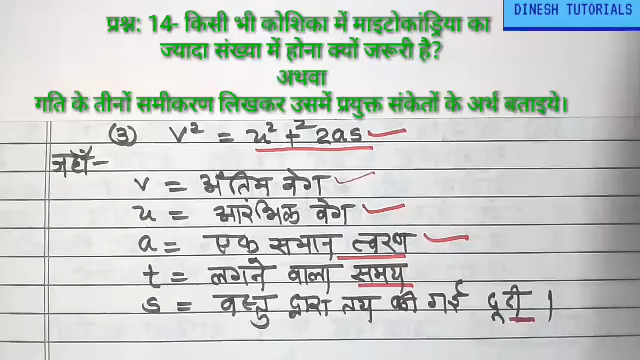 DINESH TUTORIALS
प्रश्न: 14- किसी भी कोशिका में माइटोकांड्रिया का
ज्यादा संख्या में होना क्यों जरूरी है?
अथवा
गति के तीनों समीकरण लिखकर उसमें प्रयुक्त संकेतों के अर्थ बताइये।
(3) v² = u² + 2as
जहाँ-
v = अंतिम वेग
u = आरंभिक वेग
a = एक समान त्वरण
t = लगने वाला समय
s = वस्तु द्वारा तय की गई दूरी।